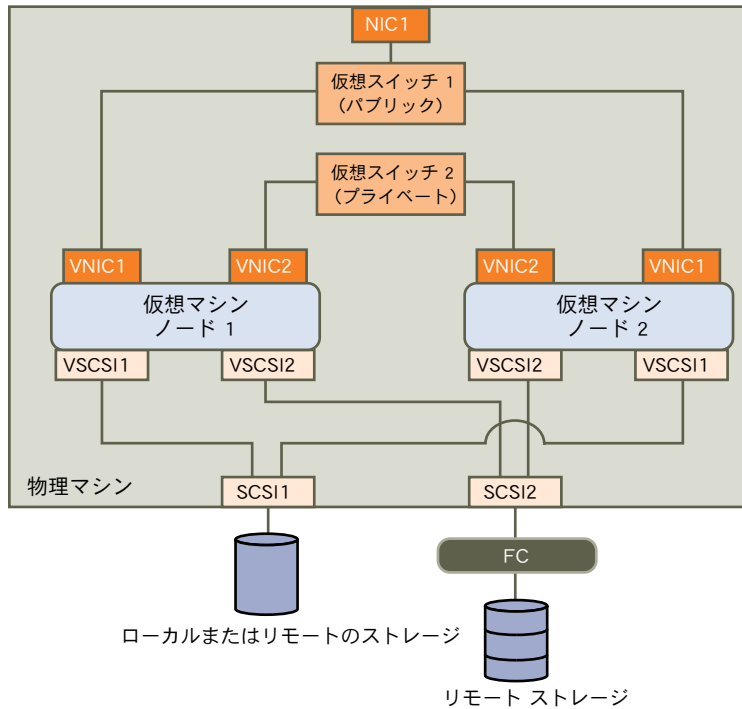 NIC1
仮想スイッチ 1
（パブリック）
仮想スイッチ 2
（プライベート）
VNIC1
VNIC2
VNIC2
VNIC1
仮想マシン
ノード 1
仮想マシン
ノード 2
VSCSI1
VSCSI2
VSCSI2
VSCSI1
物理マシン
SCSI1
SCSI2
FC
ローカルまたはリモートのストレージ
リモート ストレージ